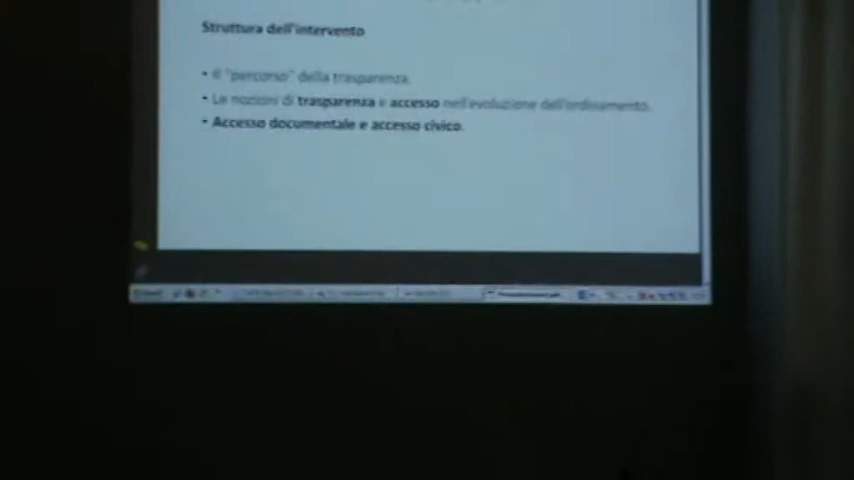 Struttura dell'intervento
• Il "percorso" della trasparenza.
• Le nozioni di trasparenza e accesso nell'evoluzione dell'ordinamento.
• Accesso documentale e accesso civico.